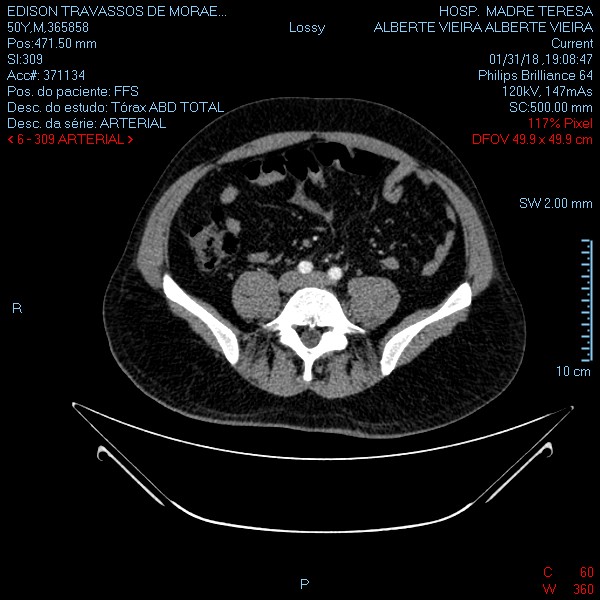 EDISON TRAVASSOS DE MORAE...
50Y,M,365858
Pos:471.50 mm
SI:309
Acc#: 371134
Pos. do paciente: FFS
Desc. do estudo: Tórax ABD TOTAL
Desc. da série: ARTERIAL
< 6 - 309 ARTERIAL >
Lossy
HOSP. MADRE TERESA
ALBERTE VIEIRA ALBERTE VIEIRA
Current
01/31/18 ,19:08:47
Philips Brilliance 64
120kV, 147mAs
SC:500.00 mm
117% Pixel
DFOV 49.9 x 49.9 cm
SW 2.00 mm
R
10 cm
P
C 60
W 360